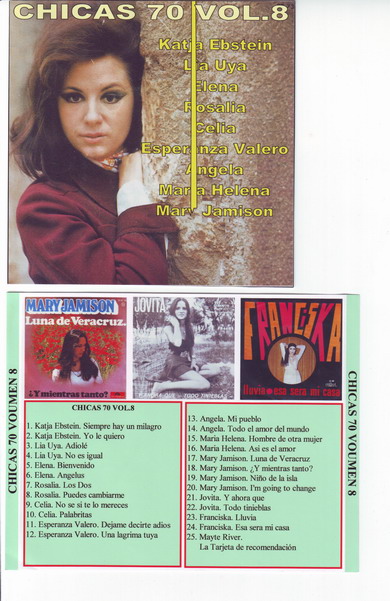 CHICAS 70 VOL.8
Katja Ebstein
Lia Uya
Elena
Rosalia
Celia
Esperanza Valero
Angela
Maria Helena
Mary Jamison
CHICAS 70 VOUMEN 8
MARY JAMISON
Luna de Veracruz.
¿Y mientras tanto?
JOVITA
TODO TINIEBLAS
FRANCISKA
lluvia esa sera mi casa
CHICAS 70 VOL.8
1. Katja Ebstein. Siempre hay un milagro
2. Katja Ebstein. Yo le quiero
3. Lia Uya. Adiolé
4. Lia Uya. No es igual
5. Elena. Bienvenido
6. Elena. Angelus
7. Rosalia. Los Dos
8. Rosalia. Puedes cambiarme
9. Celia. No se si te lo mereces
10. Celia. Palabritas
11. Esperanza Valero. Dejame decirte adios
12. Esperanza Valero. Una lagrima tuya
13. Angela. Mi pueblo
14. Angela. Todo el amor del mundo
15. Maria Helena. Hombre de otra mujer
16. Maria Helena. Asi es el amor
17. Mary Jamison. Luna de Veracruz
18. Mary Jamison. ¿Y mientras tanto?
19. Mary Jamison. Niño de la isla
20. Mary Jamison. I'm going to change
21. Jovita. Y ahora que
22. Jovita. Todo tinieblas
23. Franciska. Lluvia
24. Franciska. Esa sera mi casa
25. Mayte River.
La Tarjeta de recomendación
CHICAS 70 VOUMEN 8